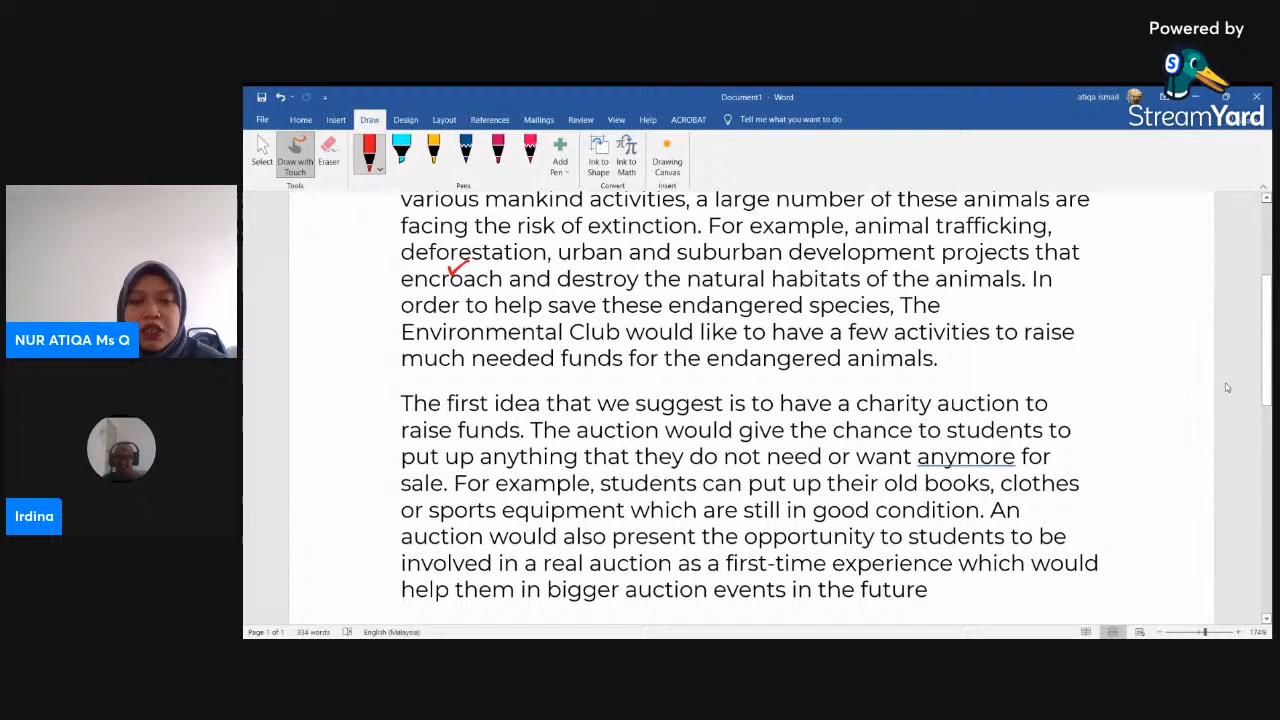 Powered by
StreamYard
Document1 - Word
atiqa ismail
File Home Insert Draw Design Layout References Mailings Review View Help ACROBAT Tell me what you want to do
Select
Draw with Touch
Eraser
Add Pen
Ink to Shape
Ink to Math
Drawing Canvas
Tools
Pens
Convert
Insert
various mankind activities, a large number of these animals are
facing the risk of extinction. For example, animal trafficking,
deforestation, urban and suburban development projects that
encroach and destroy the natural habitats of the animals. In
order to help save these endangered species, The
Environmental Club would like to have a few activities to raise
much needed funds for the endangered animals.
The first idea that we suggest is to have a charity auction to
raise funds. The auction would give the chance to students to
put up anything that they do not need or want anymore for
sale. For example, students can put up their old books, clothes
or sports equipment which are still in good condition. An
auction would also present the opportunity to students to be
involved in a real auction as a first-time experience which would
help them in bigger auction events in the future
NUR ATIQA Ms Q
Irdina
Page 1 of 1 334 words English (Malaysia) 174%